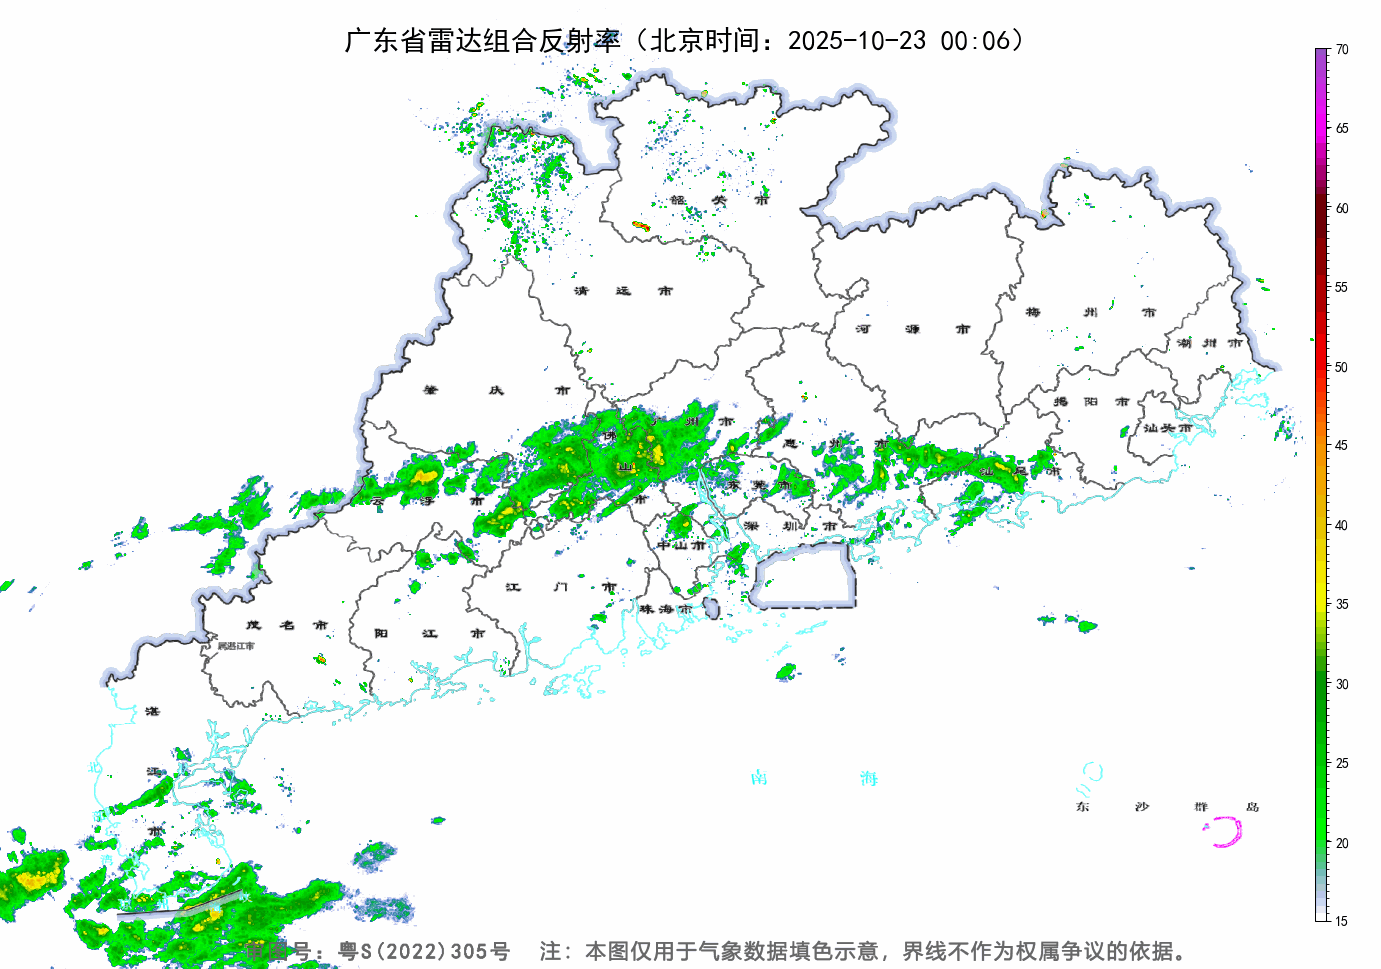 广东省雷达组合反射率（北京时间：2025-10-23 00:06）
70
65
60
55
50
45
40
35
30
25
20
15
韶 关 市
清 远 市
河 源 市
梅 州 市
潮 州 市
肇 庆 市
揭 阳 市
汕头市
州 市
佛
山
市
惠 州 市
东 莞 市
汕 尾 市
云 浮 市
深 圳 市
中山市
江 门 市
珠海市
茂 名 市
阳 江 市
属湛江市
湛
江
市
南 海
东 沙 群 岛
审图号：粤S(2022)305号 注：本图仅用于气象数据填色示意，界线不作为权属争议的依据。